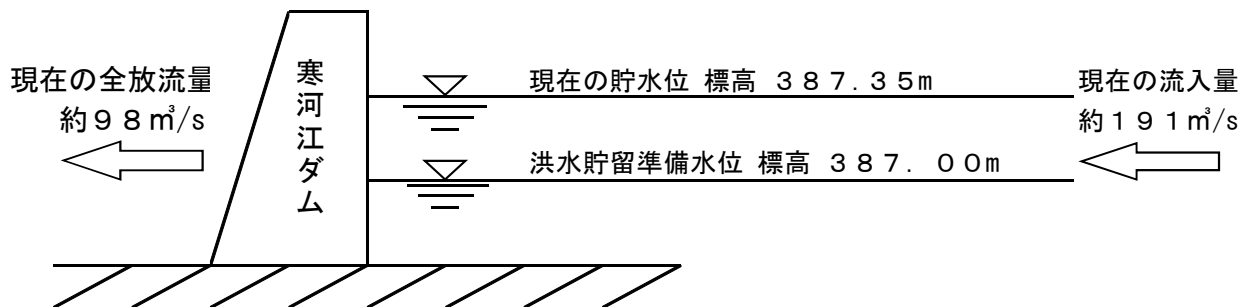 現在の全放流量
約９８㎥/s
寒河江ダム
現在の貯水位 標高 ３８７．３５ｍ
洪水貯留準備水位 標高 ３８７．００ｍ
現在の流入量
約１９１㎥/s